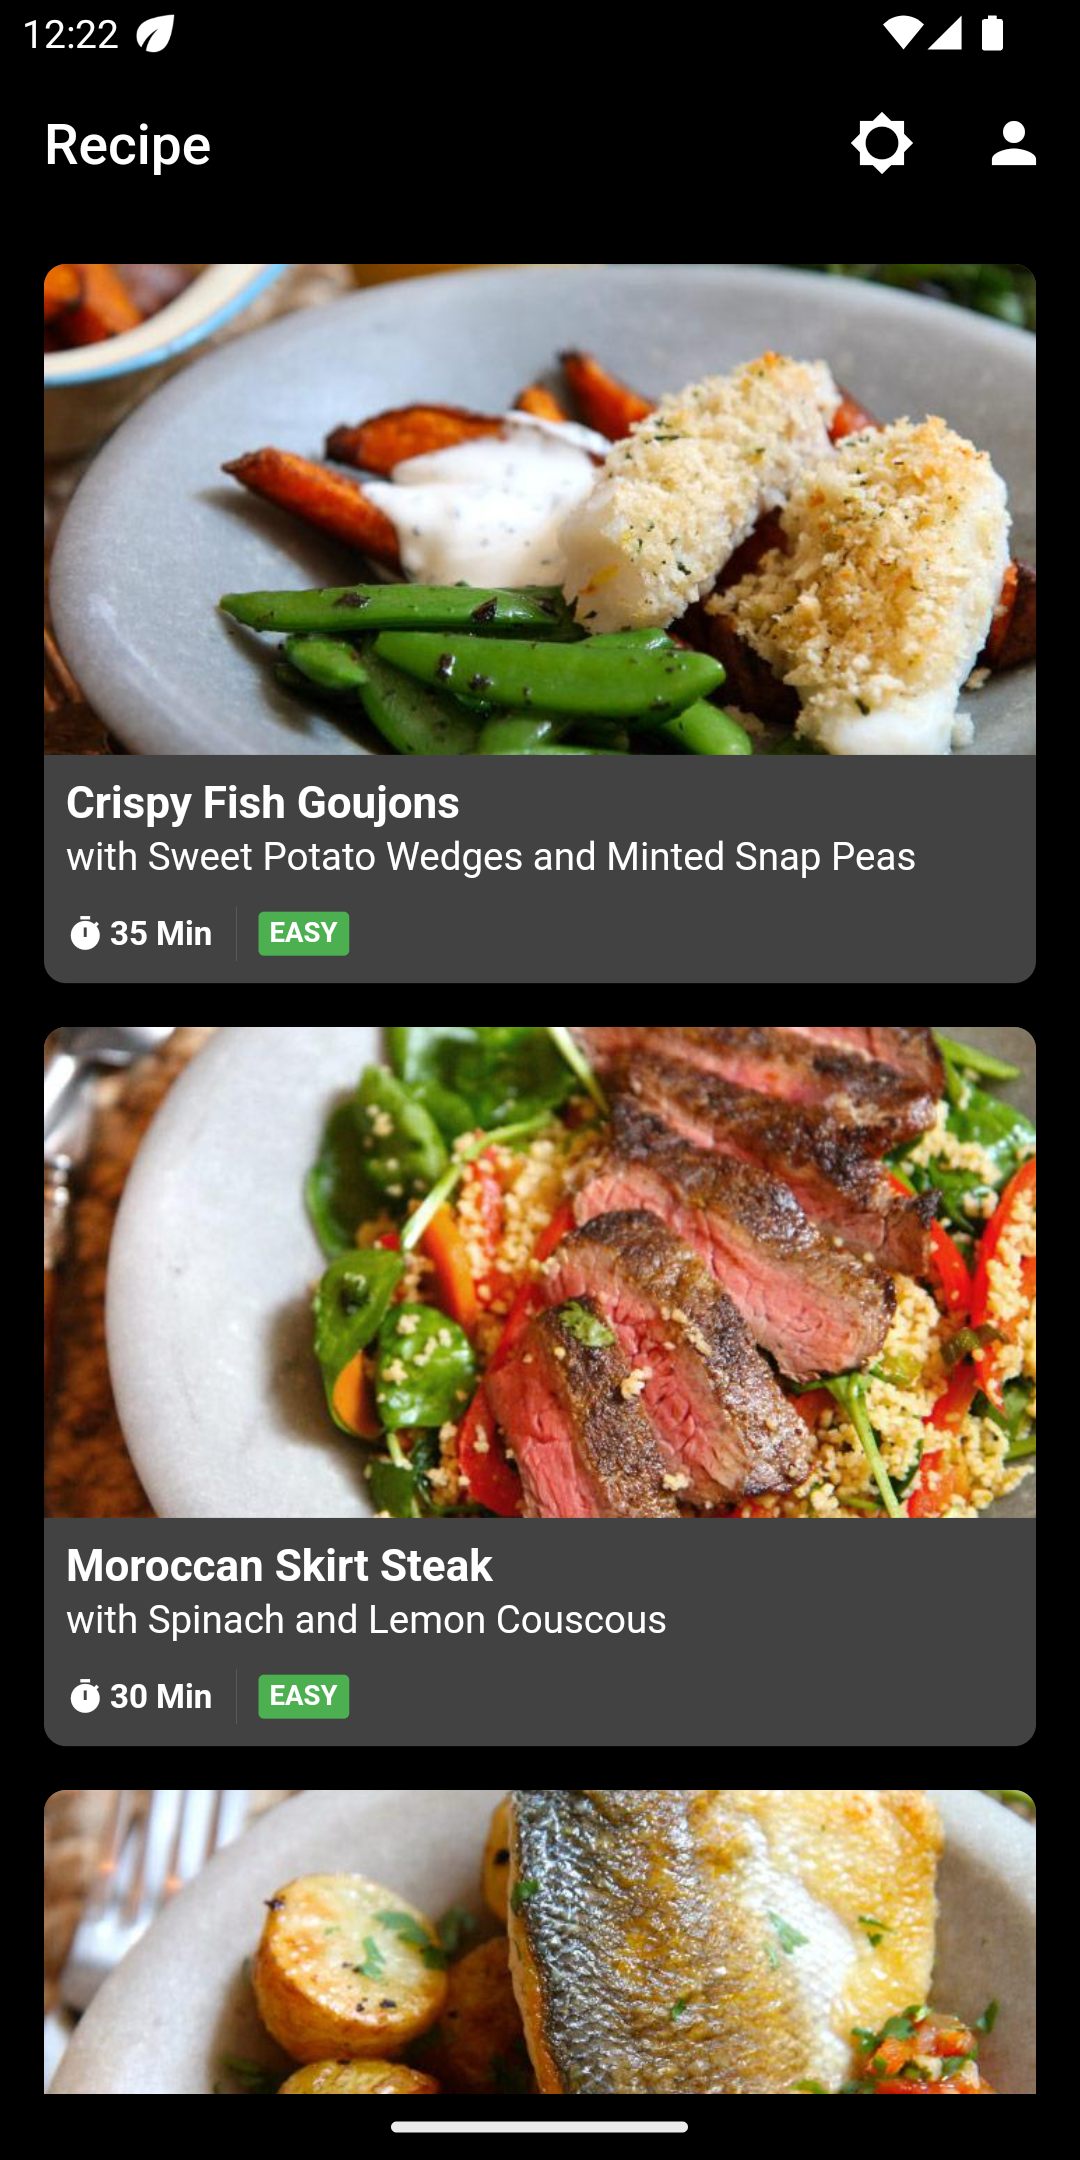 12:22
Recipe
Crispy Fish Goujons
with Sweet Potato Wedges and Minted Snap Peas
35 Min
EASY
Moroccan Skirt Steak
with Spinach and Lemon Couscous
30 Min
EASY